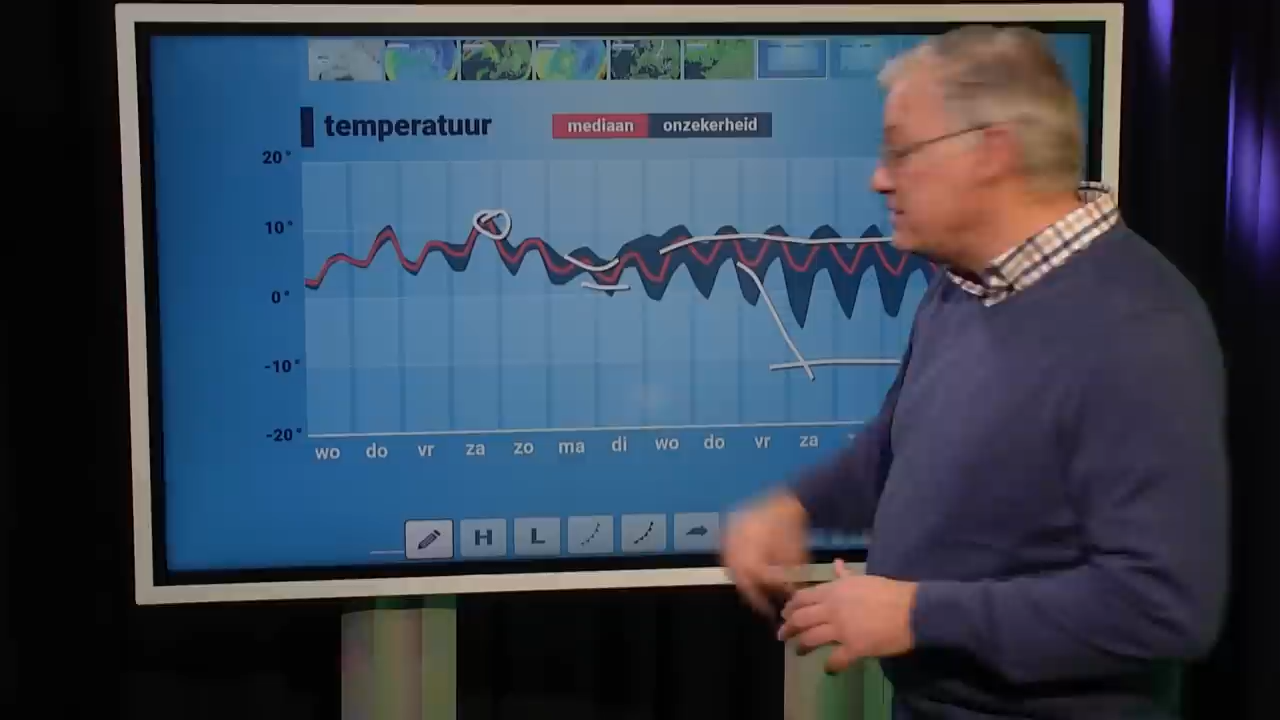 temperatuur
mediaan onzekerheid
20°
10°
0°
-10°
-20°
wo do vr za zo ma di wo do vr za
H L